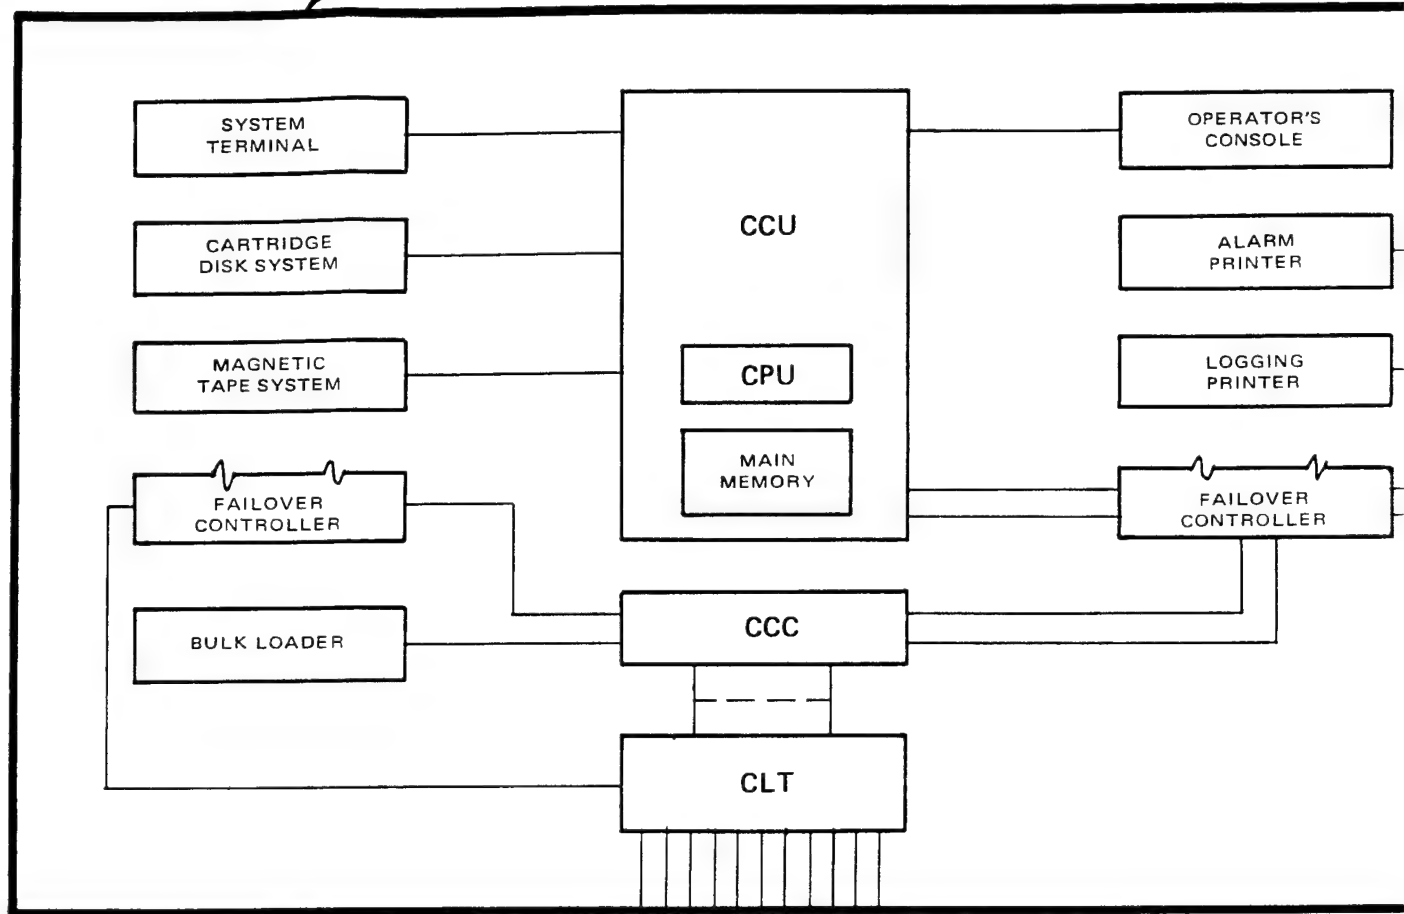 SYSTEM
TERMINAL
CARTRIDGE
DISK SYSTEM
MAGNETIC
TAPE SYSTEM
FAILOVER
CONTROLLER
BULK LOADER
CCU
CPU
MAIN
MEMORY
CCC
CLT
OPERATOR'S
CONSOLE
ALARM
PRINTER
LOGGING
PRINTER
FAILOVER
CONTROLLER